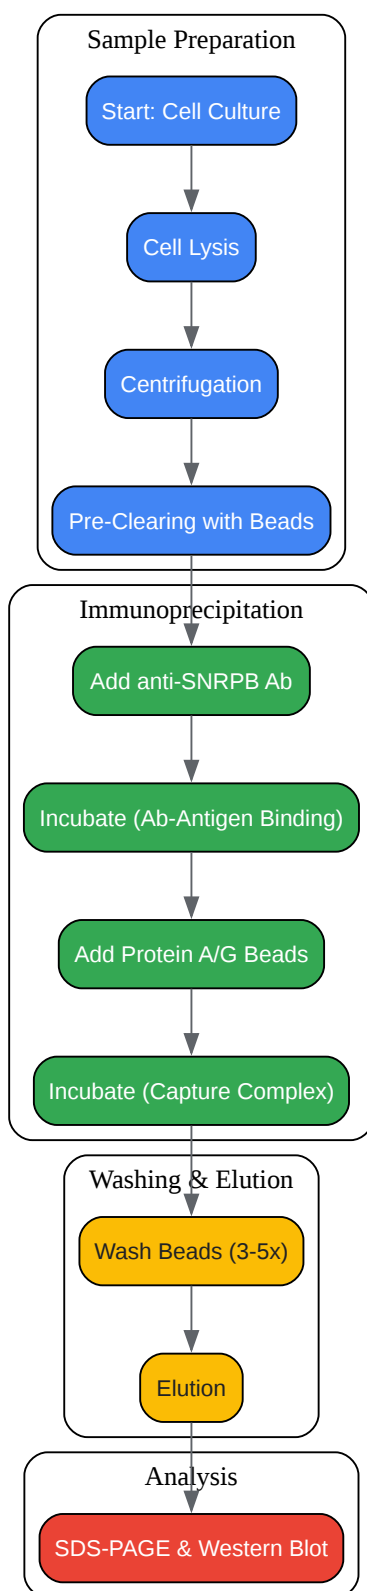 Sample Preparation
Start: Cell Culture
Cell Lysis
Centrifugation
Pre-Clearing with Beads
Immunoprecipitation
Add anti-SNRPB Ab
Incubate (Ab-Antigen Binding)
Add Protein A/G Beads
Incubate (Capture Complex)
Washing & Elution
Wash Beads (3-5x)
Elution
Analysis
SDS-PAGE & Western Blot